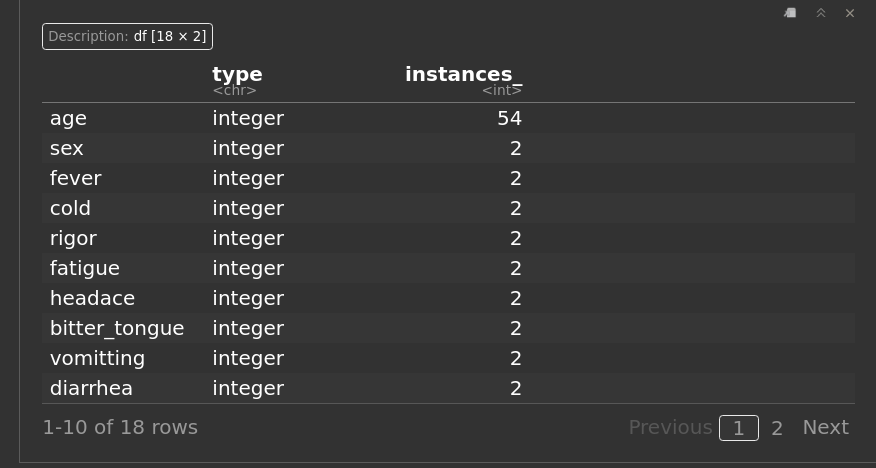 Description: df [18 × 2]
type instances_
<chr> <int>
age integer 54
sex integer 2
fever integer 2
cold integer 2
rigor integer 2
fatigue integer 2
headace integer 2
bitter_tongue integer 2
vomitting integer 2
diarrhea integer 2
1-10 of 18 rows Previous 1 2 Next